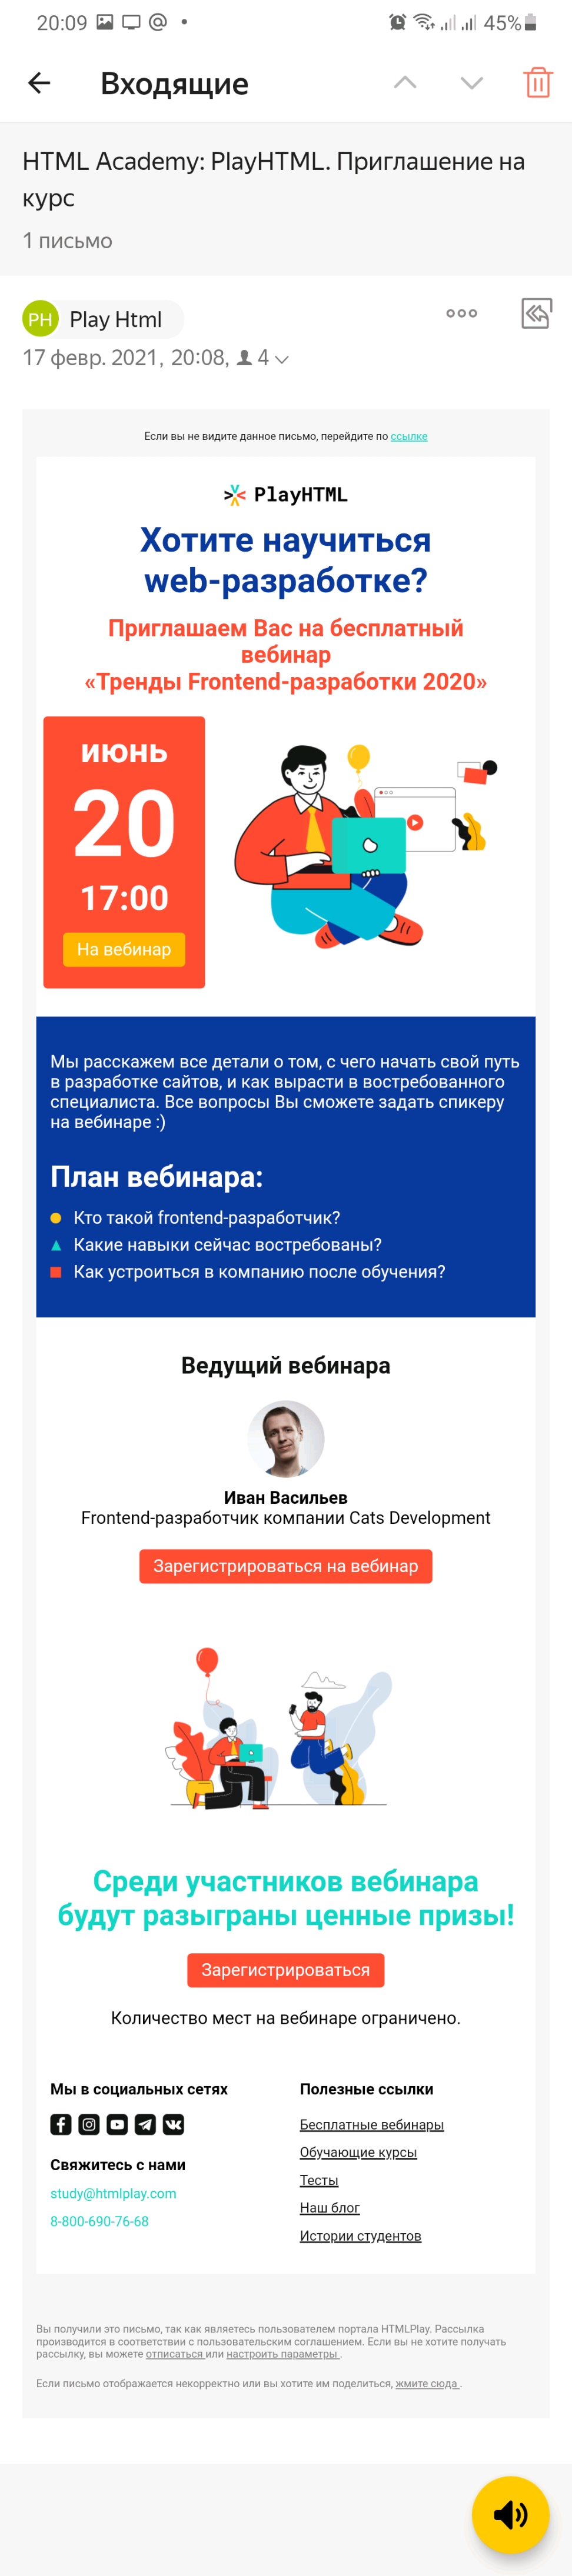 20:09
45%
Входящие
HTML Academy: PlayHTML. Приглашение на
курс
1 письмо
PH Play Html
17 февр. 2021, 20:08, 4
Если вы не видите данное письмо, перейдите по ссылке
PlayHTML
Хотите научиться
web-разработке?
Приглашаем Вас на бесплатный
вебинар
«Тренды Frontend-разработки 2020»
июнь
20
17:00
На вебинар
Мы расскажем все детали о том, с чего начать свой путь
в разработке сайтов, и как вырасти в востребованного
специалиста. Все вопросы Вы сможете задать спикеру
на вебинаре :)
План вебинара:
Кто такой frontend-разработчик?
Какие навыки сейчас востребованы?
Как устроиться в компанию после обучения?
Ведущий вебинара
Иван Васильев
Frontend-разработчик компании Cats Development
Зарегистрироваться на вебинар
Среди участников вебинара
будут разыграны ценные призы!
Зарегистрироваться
Количество мест на вебинаре ограничено.
Мы в социальных сетях
Свяжитесь с нами
study@htmlplay.com
8-800-690-76-68
Полезные ссылки
Бесплатные вебинары
Обучающие курсы
Тесты
Наш блог
Истории студентов
Вы получили это письмо, так как являетесь пользователем портала HTMLPlay. Рассылка
производится в соответствии с пользовательским соглашением. Если вы не хотите получать
рассылку, вы можете отписаться или настроить параметры .
Если письмо отображается некорректно или вы хотите им поделиться, жмите сюда .